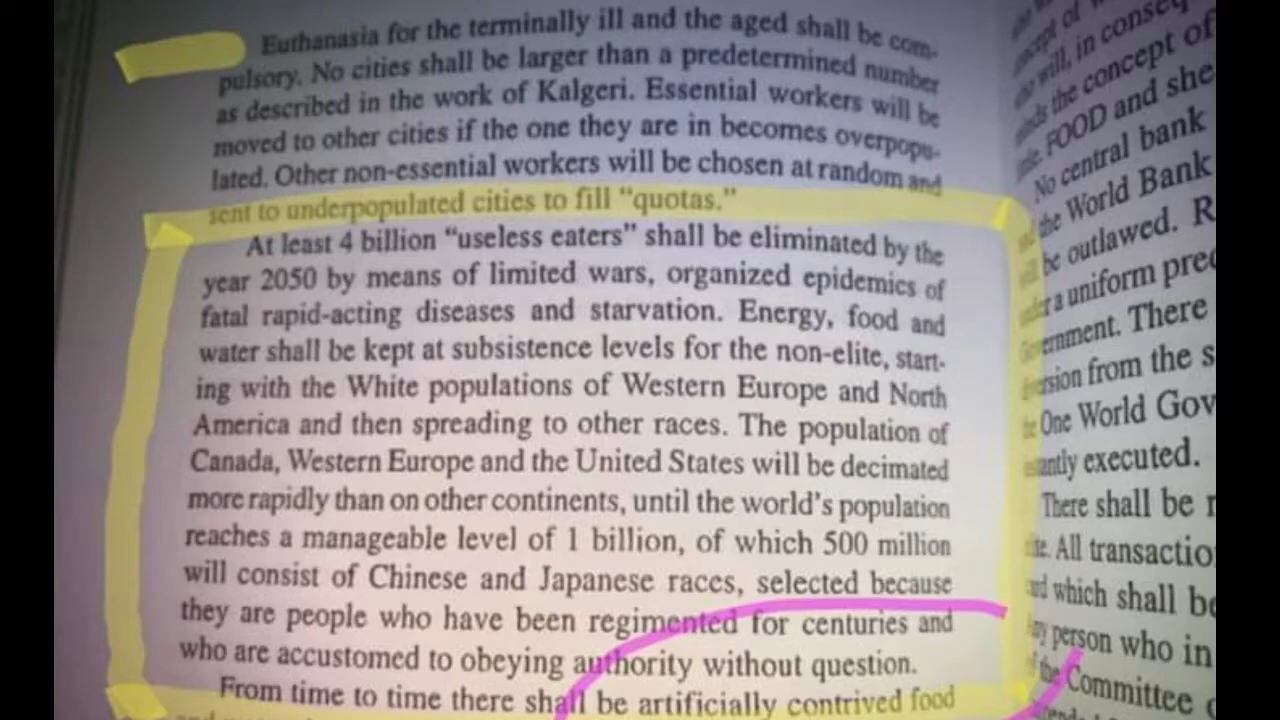 Euthanasia for the terminally ill and the aged shall be com-
pulsory. No cities shall be larger than a predetermined number
as described in the work of Kalgeri. Essential workers will be
moved to other cities if the one they are in becomes overpopu-
lated. Other non-essential workers will be chosen at random and
sent to underpopulated cities to fill "quotas."
At least 4 billion "useless eaters" shall be eliminated by the
year 2050 by means of limited wars, organized epidemics of
fatal rapid-acting diseases and starvation. Energy, food and
water shall be kept at subsistence levels for the non-elite, start-
ing with the White populations of Western Europe and North
America and then spreading to other races. The population of
Canada, Western Europe and the United States will be decimated
more rapidly than on other continents, until the world's population
reaches a manageable level of 1 billion, of which 500 million
will consist of Chinese and Japanese races, selected because
they are people who have been regimented for centuries and
who are accustomed to obeying authority without question.
From time to time there shall be artificially contrived food
concept of
will, in conseq
the concept of
FOOD and she
No central bank
the World Bank
be outlawed. R
a uniform pre
There
from the s
One World Gov
executed.
There shall be
All transactio
which shall be
person who in
the Committee